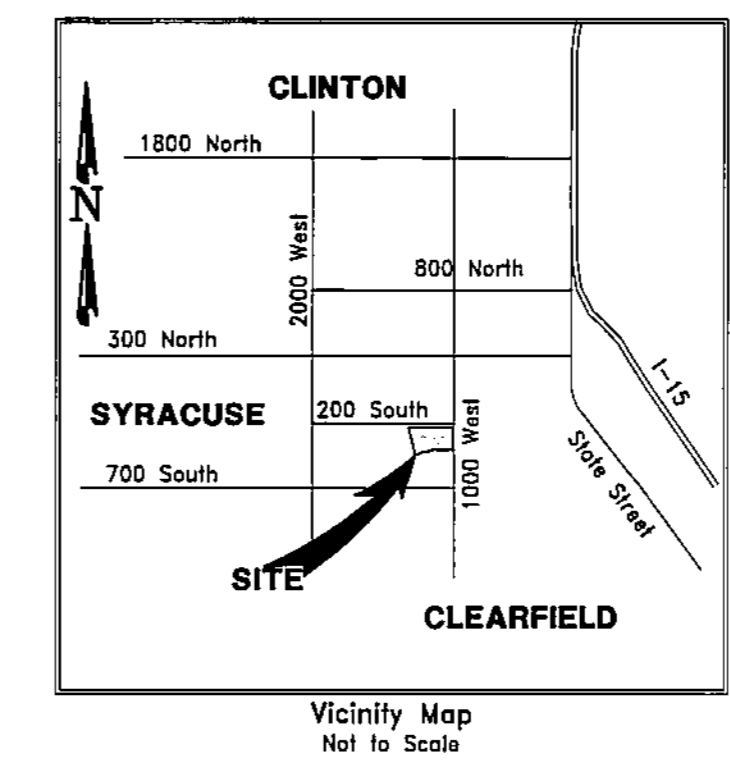 CLINTON
1800 North
N
2000 West
800 North
300 North
I-15
SYRACUSE
200 South
1000 West
State Street
700 South
SITE
CLEARFIELD
Vicinity Map
Not to Scale